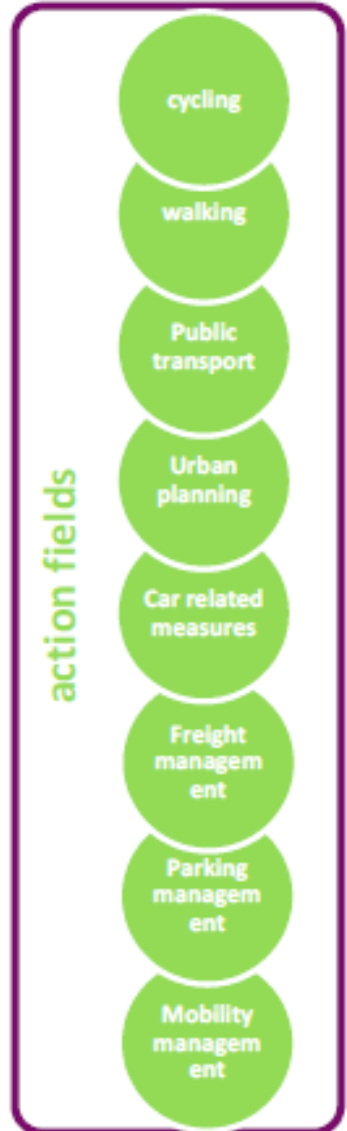 action fields
cycling
walking
Public
transport
Urban
planning
Car related
measures
Freight
managem
ent
Parking
managem
ent
Mobility
managem
ent